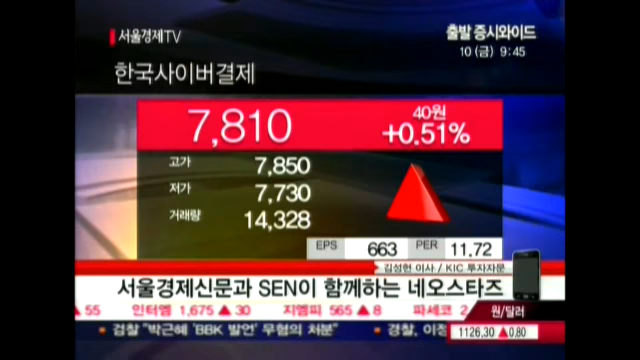 서울경제TV
출발 증시와이드
10(금) 9:45
한국사이버결제
7,810
40원
+0.51%
고가 7,850
저가 7,730
거래량 14,328
EPS 663 PER 11.72
김성헌 이사 / KIC 투자자문
서울경제신문과 SEN이 함께하는 네오스타즈
▲ 55 인터엠 1,675 ▲ 30 지엠피 565 ▲ 8 파세코 2
원/달러
검찰 "박근혜 'BBK 발언' 무혐의 처분" 경찰, 이정
1126.30 ▲0.80